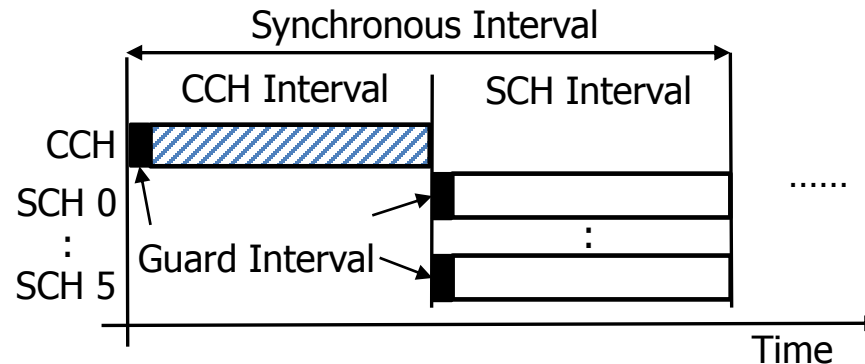 Synchronous Interval
CCH Interval
SCH Interval
CCH
SCH 0
......
:
:
Guard Interval
SCH 5
Time